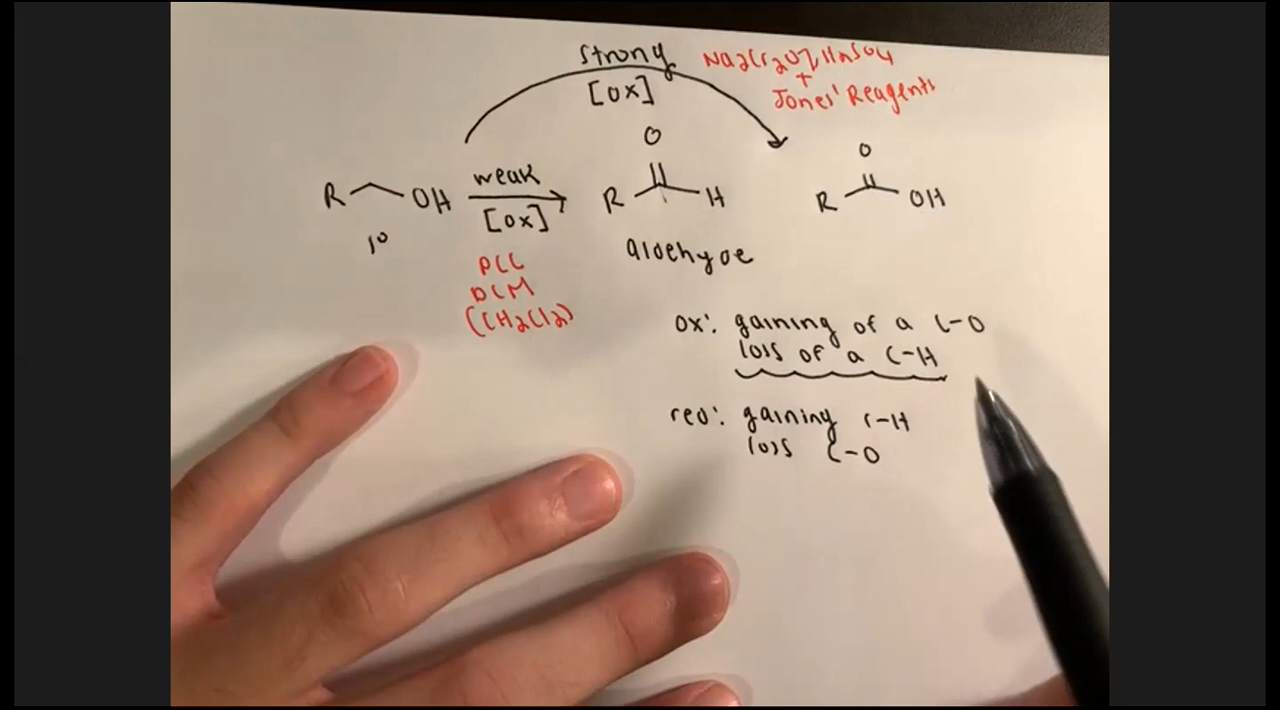 strong
[OX]
Na2Cr2O7, H2SO4
+
Jones' Reagents
O
O
R
OH
weak
[OX]
R
H
R
OH
1°
aldehyde
PCC
DCM
(CH2Cl2)
ox: gaining of a C-O
loss of a C-H
red: gaining C-H
loss C-O